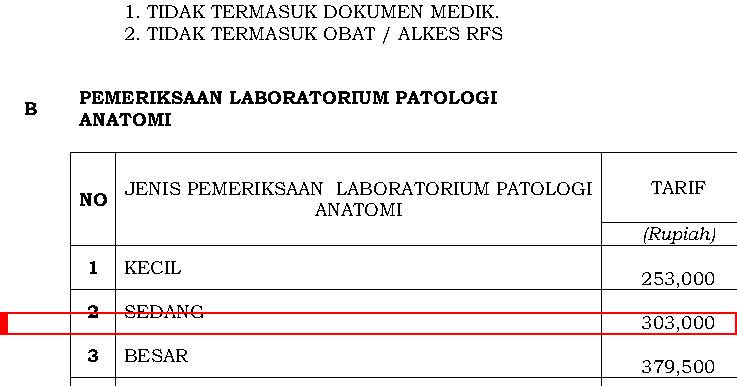 1. TIDAK TERMASUK DOKUMEN MEDIK.
2. TIDAK TERMASUK OBAT / ALKES RFS
B PEMERIKSAAN LABORATORIUM PATOLOGI
ANATOMI
NO JENIS PEMERIKSAAN LABORATORIUM PATOLOGI
ANATOMI TARIF
(Rupiah)
1 KECIL 253,000
2 SEDANG 303,000
3 BESAR 379,500